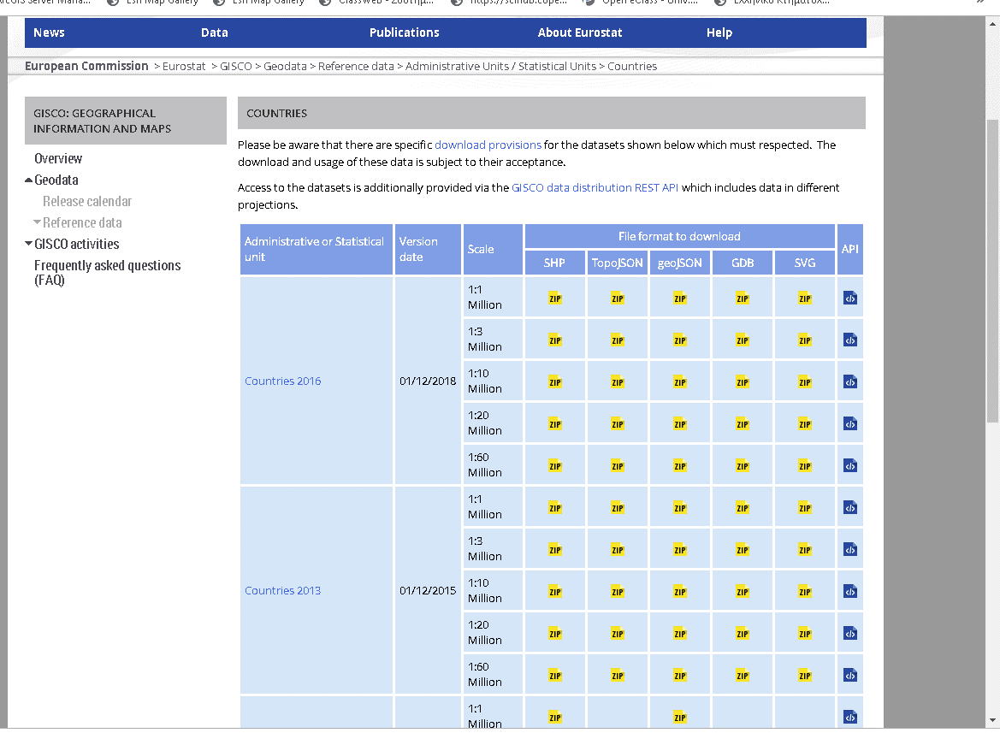 Esri Map Gallery Esri Map Gallery
News Data Publications About Eurostat Help
European Commission > Eurostat > GISCO > Geodata > Reference data > Administrative Units / Statistical Units > Countries
GISCO: GEOGRAPHICAL
INFORMATION AND MAPS
Overview
Geodata
Release calendar
Reference data
GISCO activities
Frequently asked questions
(FAQ)
COUNTRIES
Please be aware that there are specific download provisions for the datasets shown below which must respected. The
download and usage of these data is subject to their acceptance.
Access to the datasets is additionally provided via the GISCO data distribution REST API which includes data in different
projections.
Administrative or Statistical
unit
Version
date
Scale
File format to download
SHP TopoJSON geoJSON GDB SVG
API
Countries 2016
01/12/2018
1:1
Million ZIP ZIP ZIP ZIP ZIP </>
1:3
Million ZIP ZIP ZIP ZIP ZIP </>
1:10
Million ZIP ZIP ZIP ZIP ZIP </>
1:20
Million ZIP ZIP ZIP ZIP ZIP </>
1:60
Million ZIP ZIP ZIP ZIP ZIP </>
Countries 2013
01/12/2015
1:1
Million ZIP ZIP ZIP ZIP ZIP </>
1:3
Million ZIP ZIP ZIP ZIP ZIP </>
1:10
Million ZIP ZIP ZIP ZIP ZIP </>
1:20
Million ZIP ZIP ZIP ZIP ZIP </>
1:60
Million ZIP ZIP ZIP ZIP ZIP </>
1:1
Million ZIP ZIP </>